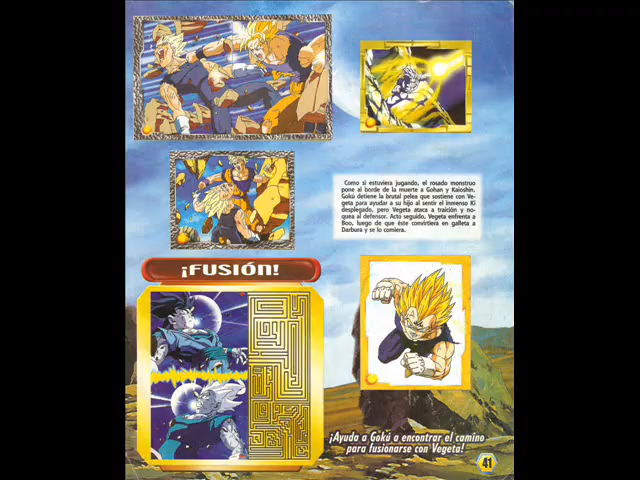 Como si estuviera jugando, el rosado monstruo
pone al borde de la muerte a Gohan y Kaioshin.
Gokú detiene la brutal pelea que sostiene con Ve-
geta para ayudar a su hijo al sentir el inmenso Ki
desplegado, pero Vegeta ataca a traición y no-
quea al defensor. Acto seguido, Vegeta enfrenta a
Boo, luego de que éste convirtiera en galleta a
Darbura y se lo comiera.
¡FUSIÓN!
¡Ayuda a Gokú a encontrar el camino
para fusionarse con Vegeta!
41